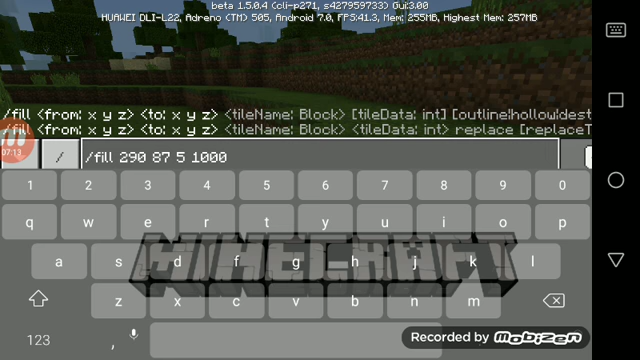 beta 1.5.0.4 (cli-p271, s427959733) Gui:3.00
HUAWEI DLI-L22, Adreno (TM) 505, Android 7.0, FPS:41.3, Mem: 255MB, Highest Mem: 257MB
/fill <from: x y z> <to: x y z> <tileName: Block> [tileData: int] [outline|hollow|dest
/fill <from: x y z> <to: x y z> <tileName: Block> <tileData: int> replace [replaceT
07:13
/
/fill 290 87 5 1000
1 2 3 4 5 6 7 8 9 0
q w e r t y u i o p
a s d f g h j k l
MINECRAFT
z x c v b n m
123 ,
Recorded by Mobizen